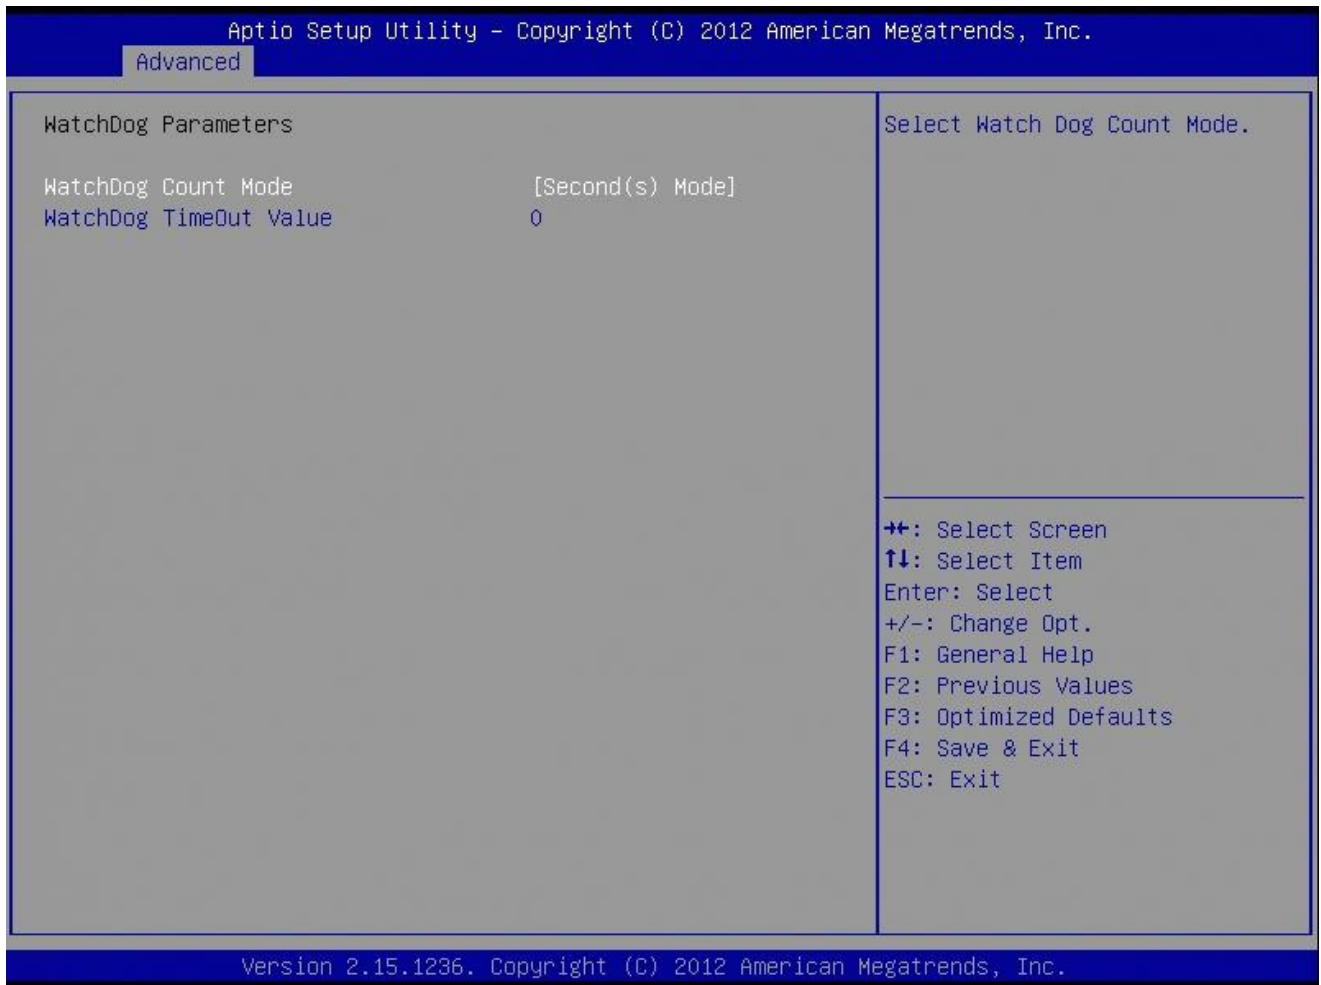 Aptio Setup Utility – Copyright (C) 2012 American Megatrends, Inc.
Advanced
WatchDog Parameters
WatchDog Count Mode [Second(s) Mode]
WatchDog TimeOut Value 0
Select Watch Dog Count Mode.
→←: Select Screen
↑↓: Select Item
Enter: Select
+/-: Change Opt.
F1: General Help
F2: Previous Values
F3: Optimized Defaults
F4: Save & Exit
ESC: Exit
Version 2.15.1236. Copyright (C) 2012 American Megatrends, Inc.